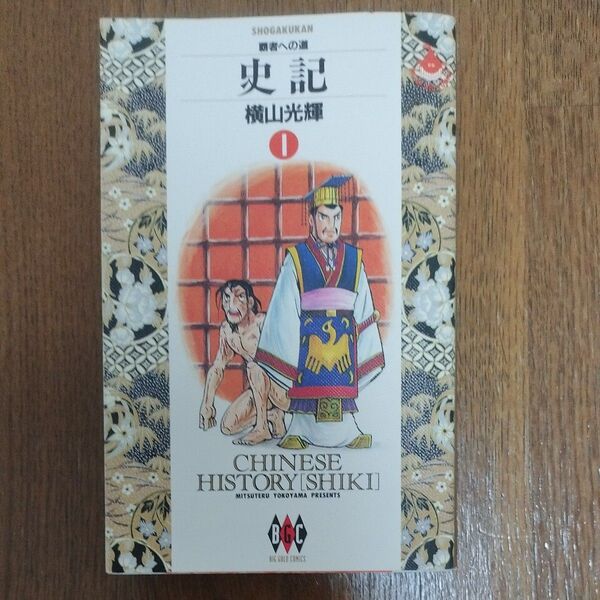 SHOGAKUKAN
覇者への道
史記
横山光輝
1
CHINESE
HISTORY[SHIKI]
MITSUTERU YOKOYAMA PRESENTS
BGC
BIG GOLD COMICS